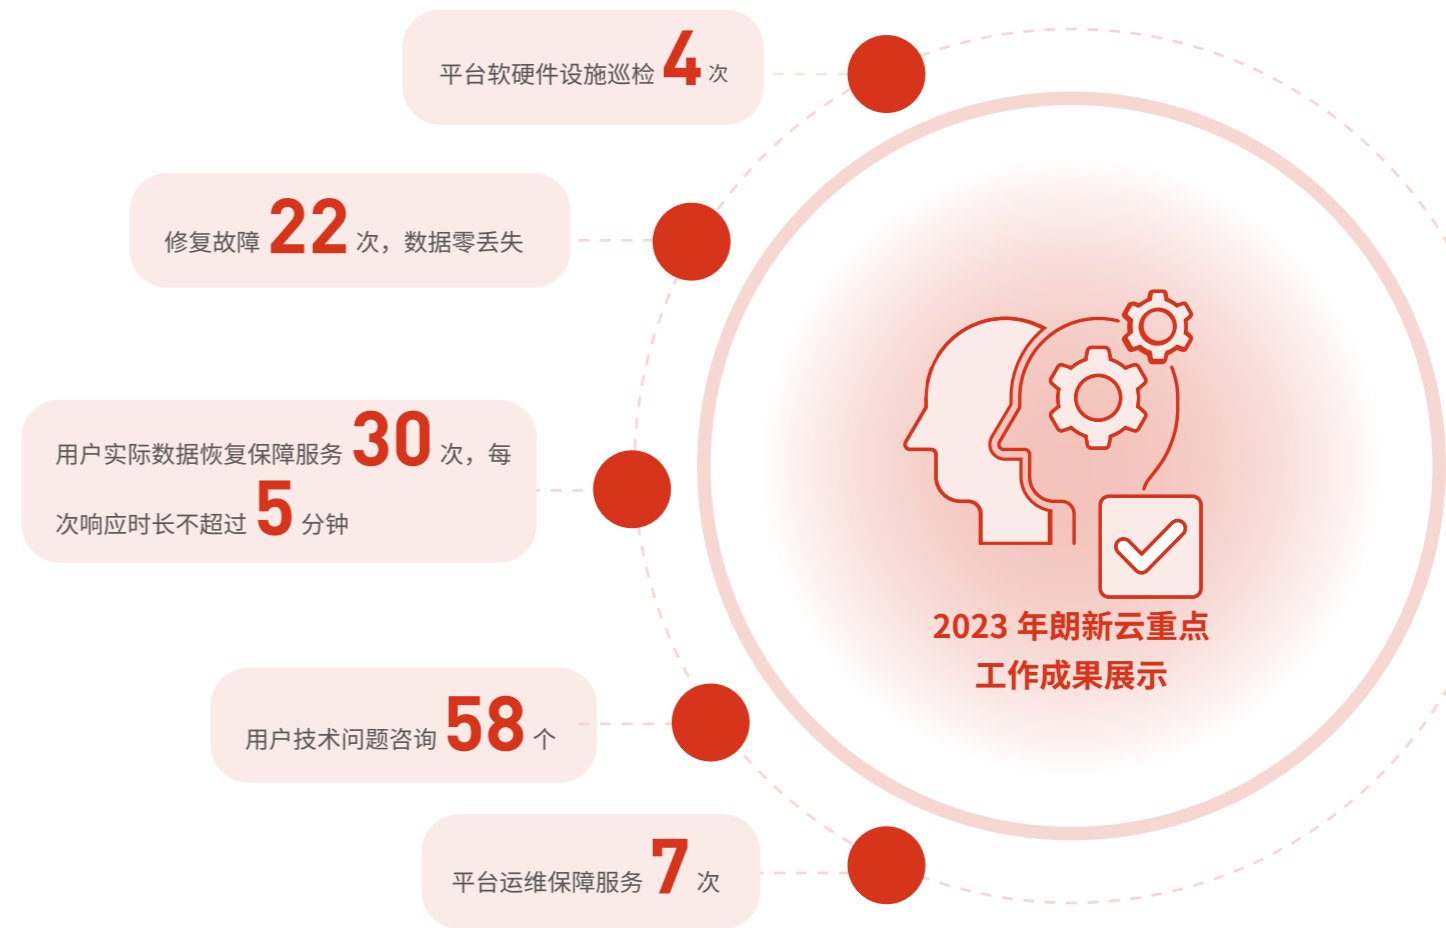 平台软硬件设施巡检 4 次
修复故障 22 次，数据零丢失
用户实际数据恢复保障服务 30 次，每
次响应时长不超过 5 分钟
用户技术问题咨询 58 个
平台运维保障服务 7 次
2023 年朗新云重点
工作成果展示